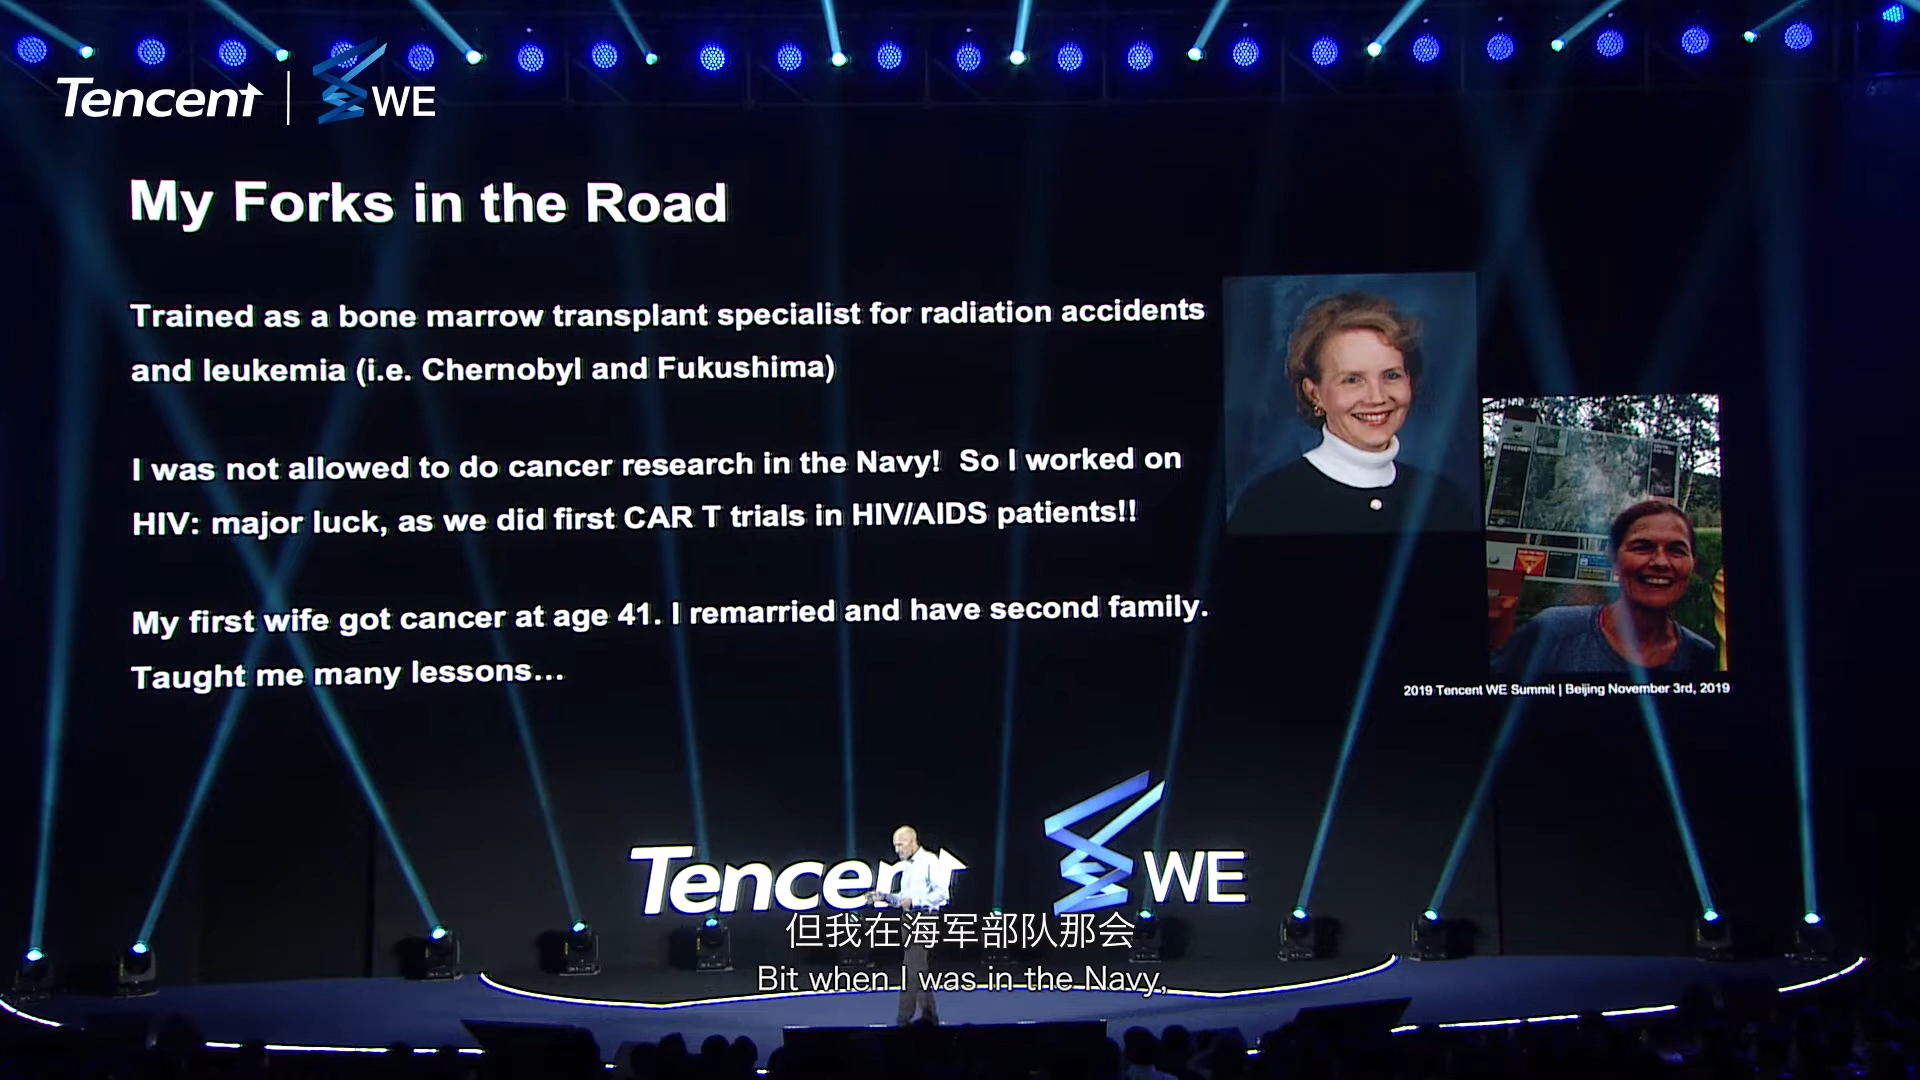 Tencent WE
My Forks in the Road
Trained as a bone marrow transplant specialist for radiation accidents
and leukemia (i.e. Chernobyl and Fukushima)
I was not allowed to do cancer research in the Navy! So I worked on
HIV: major luck, as we did first CAR T trials in HIV/AIDS patients!!
My first wife got cancer at age 41. I remarried and have second family.
Taught me many lessons...
2019 Tencent WE Summit | Beijing November 3rd, 2019
Tencent WE
但我在海军部队那会
Bit when I was in the Navy,